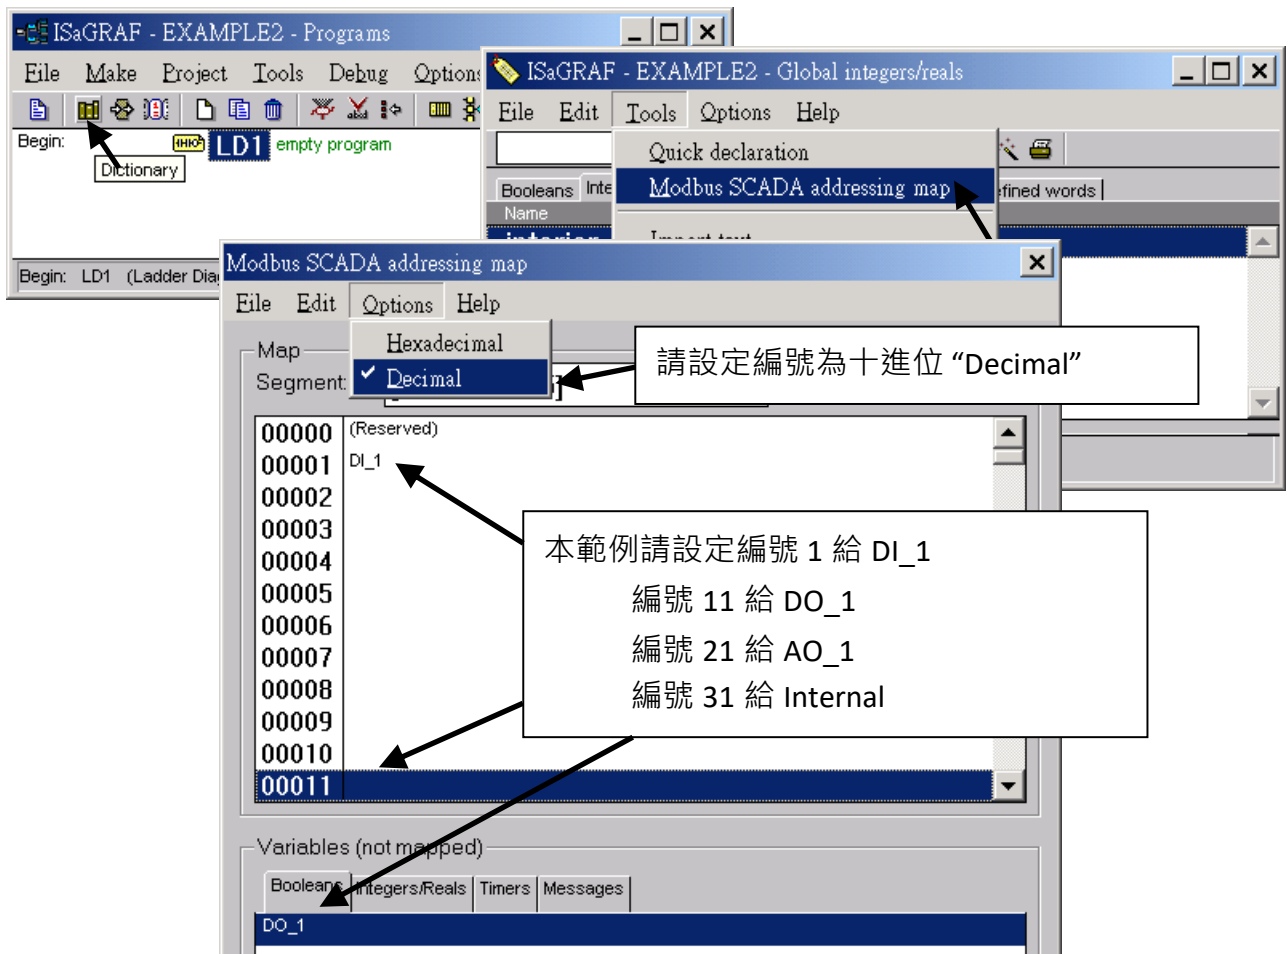 ISaGRAF - EXAMPLE2 - Programs
File Make Project Tools Debug Options
Begin: LD1 empty program
Dictionary
Begin: LD1 (Ladder Dia
ISaGRAF - EXAMPLE2 - Global integers/reals
File Edit Tools Options Help
Quick declaration
Modbus SCADA addressing map
Booleans Inte fined words
Name
Modbus SCADA addressing map
File Edit Options Help
Hexadecimal
Decimal
Map
Segment:
請設定編號為十進位 “Decimal”
00000 (Reserved)
00001 DI_1
00002
00003
00004
00005
00006
00007
00008
00009
00010
00011
本範例請設定編號 1 給 DI_1
編號 11 給 DO_1
編號 21 給 AO_1
編號 31 給 Internal
Variables (not mapped)
Booleans Integers/Reals Timers Messages
DO_1